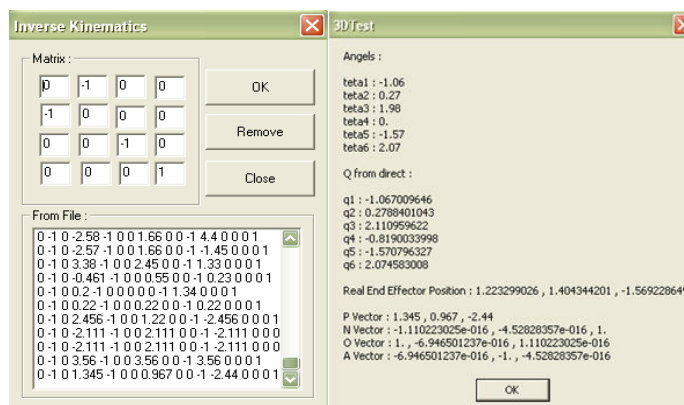 Inverse Kinematics
Matrix :
0 -1 0 0
-1 0 0 0
0 0 -1 0
0 0 0 1
OK
Remove
Close
From File :
0 -1 0 -2.58 -1 0 0 1.66 0 0 -1 4.4 0 0 0 1
0 -1 0 -2.57 -1 0 0 1.66 0 0 -1 -1.45 0 0 0 1
0 -1 0 3.38 -1 0 0 2.45 0 0 -1 1.33 0 0 0 1
0 -1 0 -0.461 -1 0 0 0.55 0 0 -1 0.23 0 0 0 1
0 -1 0 0.2 -1 0 0 0 0 0 -1 1.34 0 0 0 1
0 -1 0 0.22 -1 0 0 0.22 0 0 -1 0.22 0 0 0 1
0 -1 0 2.456 -1 0 0 1.22 0 0 -1 -2.456 0 0 0 1
0 -1 0 -2.111 -1 0 0 2.111 0 0 -1 -2.111 0 0 0
0 -1 0 -2.111 -1 0 0 2.111 0 0 -1 -2.111 0 0 0
0 -1 0 3.56 -1 0 0 3.56 0 0 -1 3.56 0 0 0 1
0 -1 0 1.345 -1 0 0 0.967 0 0 -1 -2.44 0 0 0 1
3DTest
Angels :
teta1 : -1.06
teta2 : 0.27
teta3 : 1.98
teta4 : 0.
teta5 : -1.57
teta6 : 2.07
Q from direct :
q1 : -1.067009646
q2 : 0.2788401043
q3 : 2.110959622
q4 : -0.8190033998
q5 : -1.570796327
q6 : 2.074583008
Real End Effector Position : 1.223299026 , 1.404344201 , -1.569228649
P Vector : 1.345 , 0.967 , -2.44
N Vector : -1.110223025e-016 , -4.52828357e-016 , 1.
O Vector : 1. , -6.946501237e-016 , 1.110223025e-016
A Vector : -6.946501237e-016 , -1. , -4.52828357e-016
OK